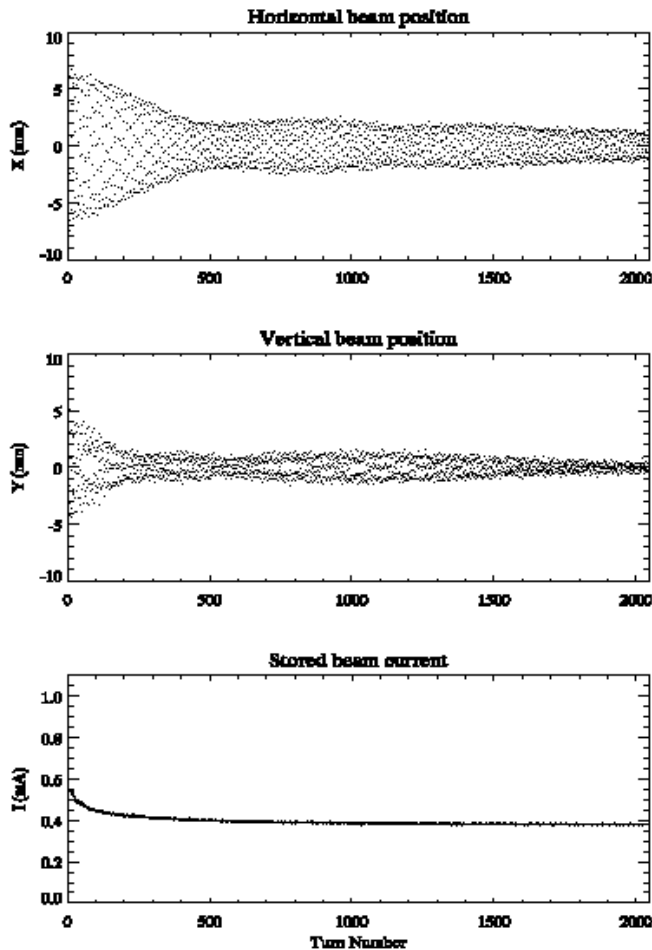 Horizontal beam position
10
5
0
-5
-10
X (mm)
0 500 1000 1500 2000
Vertical beam position
10
5
0
-5
-10
Y (mm)
0 500 1000 1500 2000
Stored beam current
1.0
0.8
0.6
0.4
0.2
0.0
I (mA)
0 500 1000 1500 2000
Turn Number